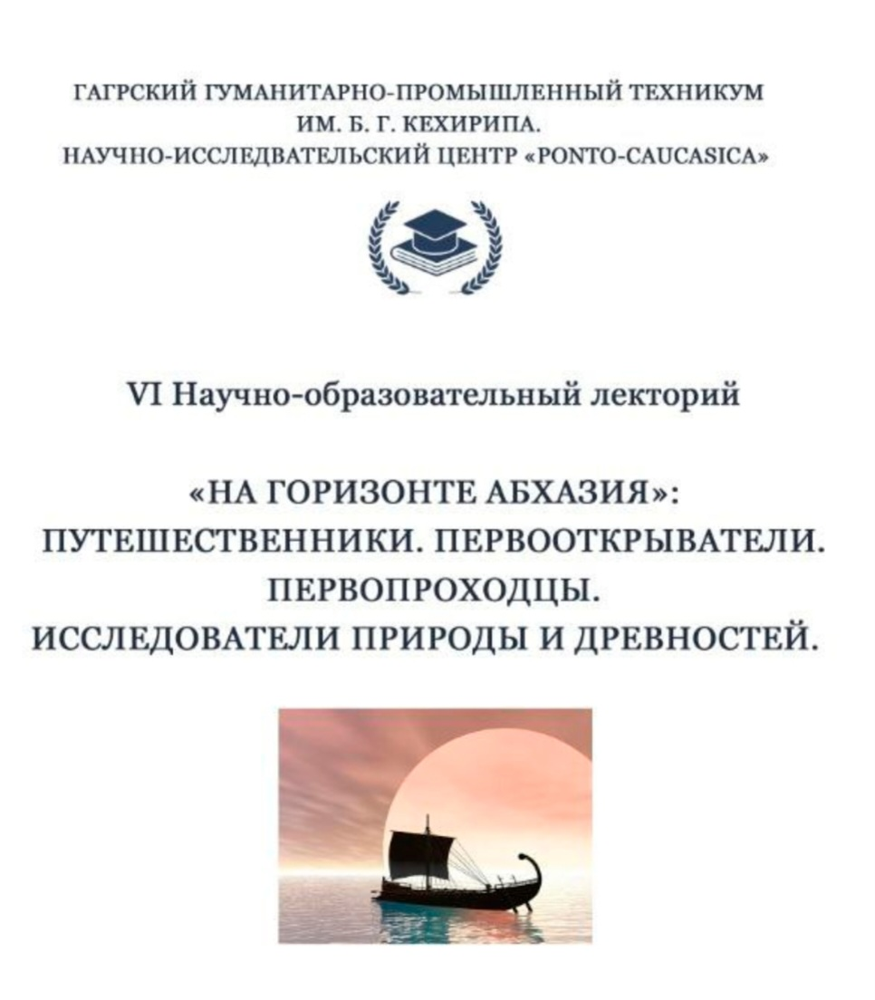 ГАГРСКИЙ ГУМАНИТАРНО-ПРОМЫШЛЕННЫЙ ТЕХНИКУМ
ИМ. Б. Г. КЕХИРИПА.
НАУЧНО-ИССЛЕДВАТЕЛЬСКИЙ ЦЕНТР «PONTO-CAUCASICA»
VI Научно-образовательный лекторий
«НА ГОРИЗОНТЕ АБХАЗИЯ»:
ПУТЕШЕСТВЕННИКИ. ПЕРВООТКРЫВАТЕЛИ.
ПЕРВОПРОХОДЦЫ.
ИССЛЕДОВАТЕЛИ ПРИРОДЫ И ДРЕВНОСТЕЙ.